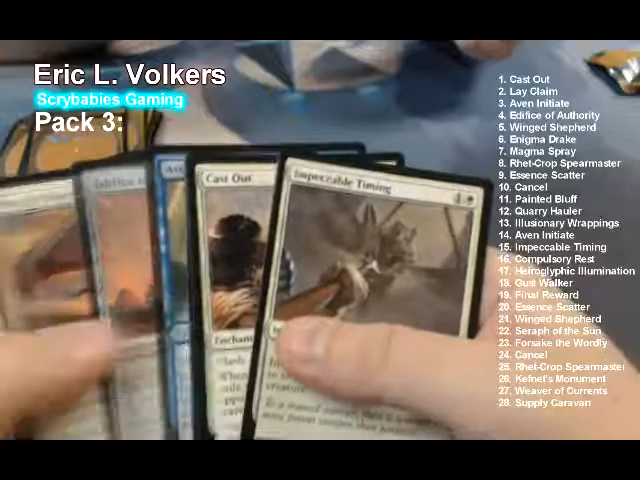 Eric L. Volkers
Scrybabies Gaming
Pack 3:
1. Cast Out
2. Lay Claim
3. Aven Initiate
4. Edifice of Authority
5. Winged Shepherd
6. Enigma Drake
7. Magma Spray
8. Rhet-Crop Spearmaster
9. Essence Scatter
10. Cancel
11. Painted Bluff
12. Quarry Hauler
13. Illusionary Wrappings
14. Aven Initiate
15. Impeccable Timing
16. Compulsory Rest
17. Heiroglyphic Illumination
18. Gust Walker
19. Final Reward
20. Essence Scatter
21. Winged Shepherd
22. Seraph of the Sun
23. Forsake the Wordly
24. Cancel
25. Rhet-Crop Spearmaster
26. Kefnet's Monument
27. Weaver of Currents
28. Supply Caravan
Edifice
Cast Out
Impeccable Timing
1
Enchant
creature